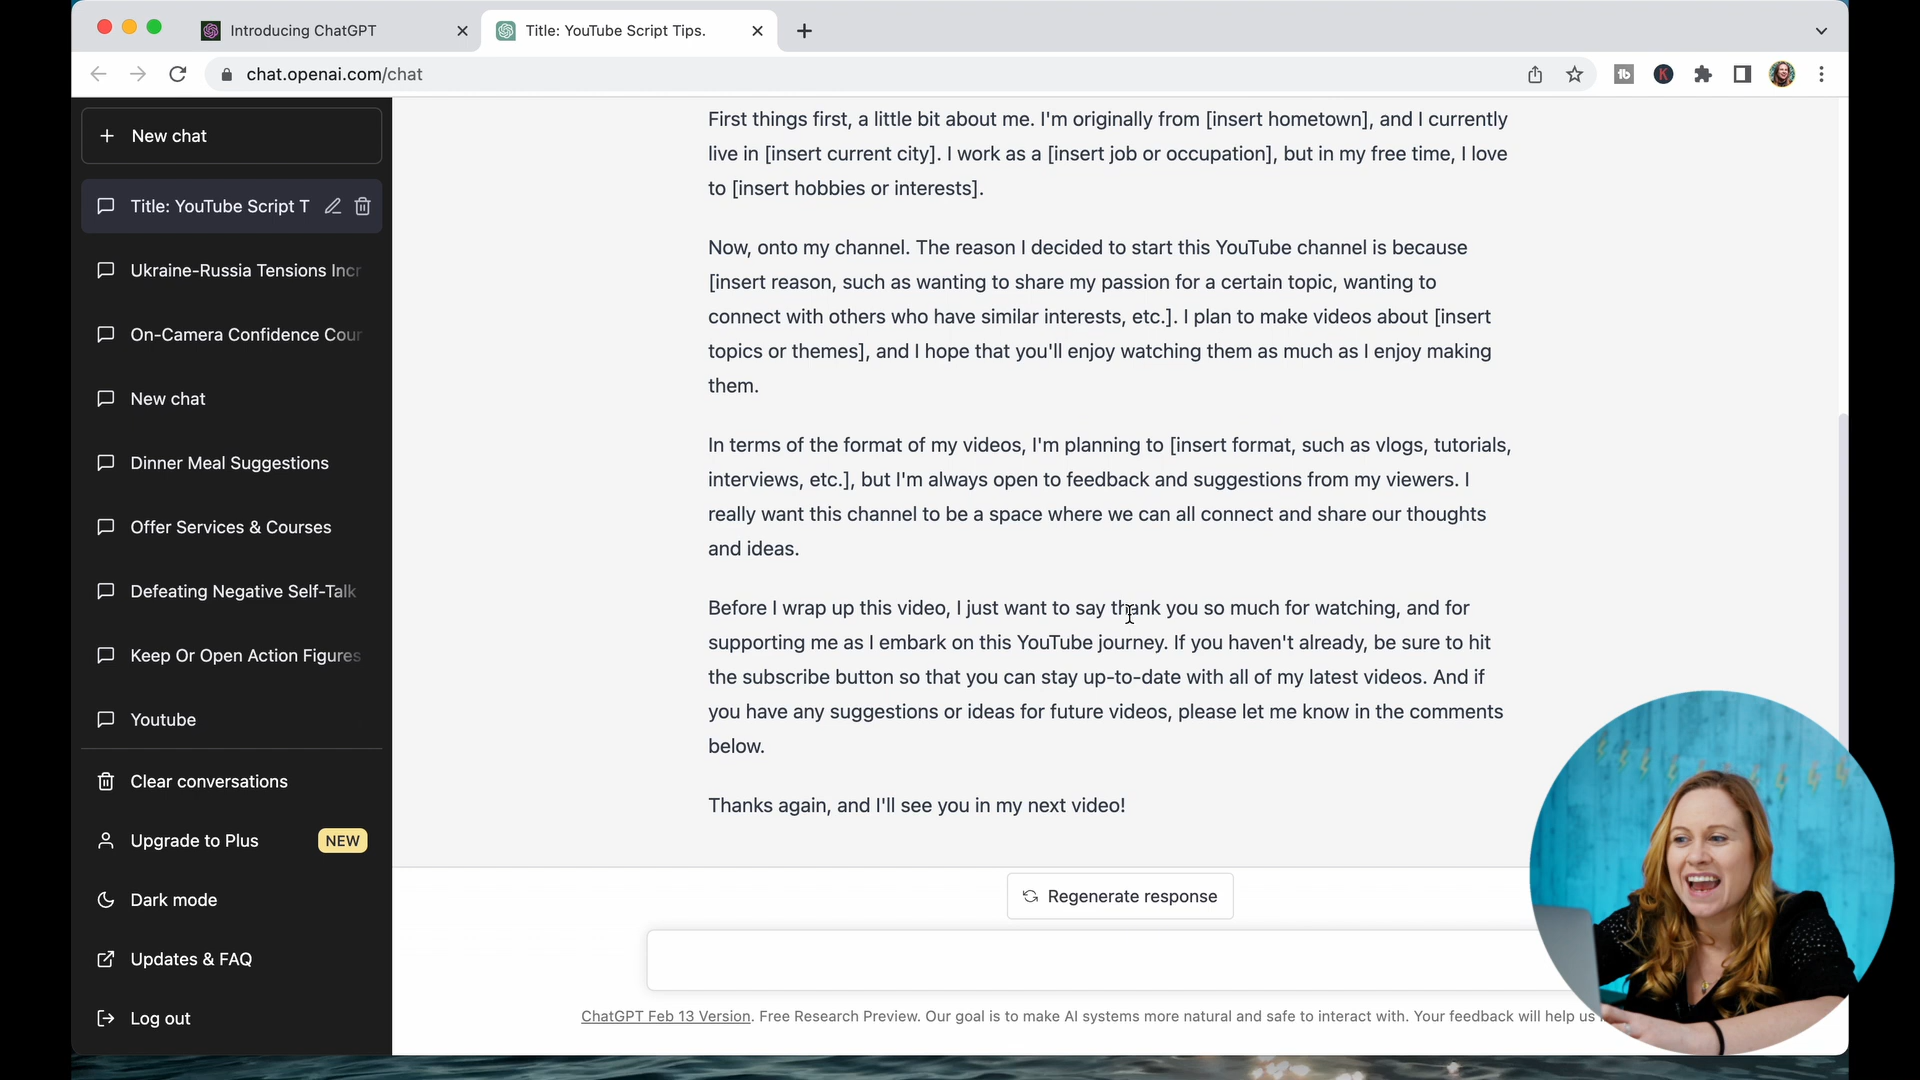 Introducing ChatGPT
Title: YouTube Script Tips.
chat.openai.com/chat
New chat
Title: YouTube Script T
Ukraine-Russia Tensions Incr
On-Camera Confidence Cour
New chat
Dinner Meal Suggestions
Offer Services & Courses
Defeating Negative Self-Talk
Keep Or Open Action Figures
Youtube
Clear conversations
Upgrade to Plus NEW
Dark mode
Updates & FAQ
Log out
First things first, a little bit about me. I'm originally from [insert hometown], and I currently
live in [insert current city]. I work as a [insert job or occupation], but in my free time, I love
to [insert hobbies or interests].
Now, onto my channel. The reason I decided to start this YouTube channel is because
[insert reason, such as wanting to share my passion for a certain topic, wanting to
connect with others who have similar interests, etc.]. I plan to make videos about [insert
topics or themes], and I hope that you'll enjoy watching them as much as I enjoy making
them.
In terms of the format of my videos, I'm planning to [insert format, such as vlogs, tutorials,
interviews, etc.], but I'm always open to feedback and suggestions from my viewers. I
really want this channel to be a space where we can all connect and share our thoughts
and ideas.
Before I wrap up this video, I just want to say thank you so much for watching, and for
supporting me as I embark on this YouTube journey. If you haven't already, be sure to hit
the subscribe button so that you can stay up-to-date with all of my latest videos. And if
you have any suggestions or ideas for future videos, please let me know in the comments
below.
Thanks again, and I'll see you in my next video!
Regenerate response
ChatGPT Feb 13 Version. Free Research Preview. Our goal is to make AI systems more natural and safe to interact with. Your feedback will help us